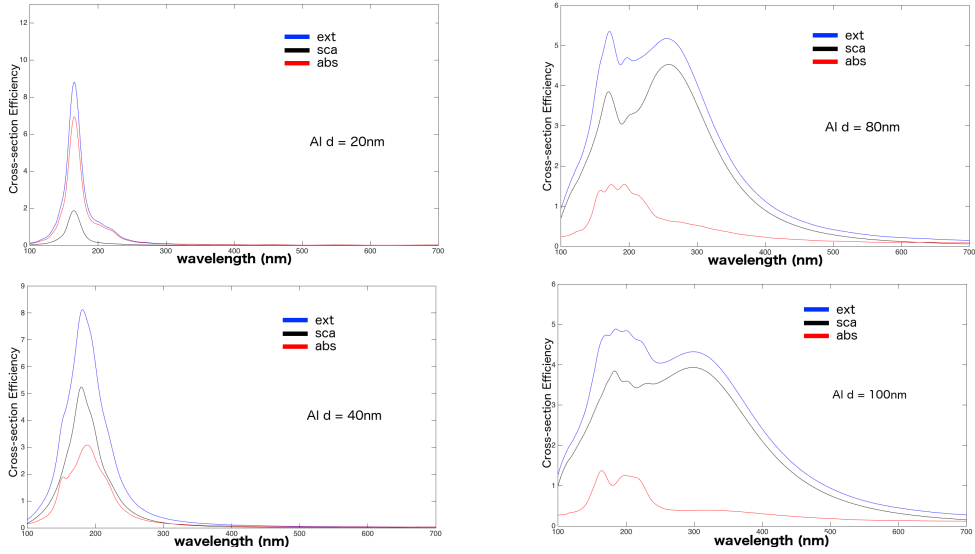 Cross-section Efficiency
12
10
8
6
4
2
0
ext
sca
abs
Al d = 20nm
100 200 300 400 500 600 700
wavelength (nm)
Cross-section Efficiency
6
5
4
3
2
1
0
ext
sca
abs
Al d = 80nm
100 200 300 400 500 600 700
wavelength (nm)
Cross-section Efficiency
9
8
7
6
5
4
3
2
1
0
ext
sca
abs
Al d = 40nm
100 200 300 400 500 600 700
wavelength (nm)
Cross-section Efficiency
6
5
4
3
2
1
0
ext
sca
abs
Al d = 100nm
100 200 300 400 500 600 700
wavelength (nm)